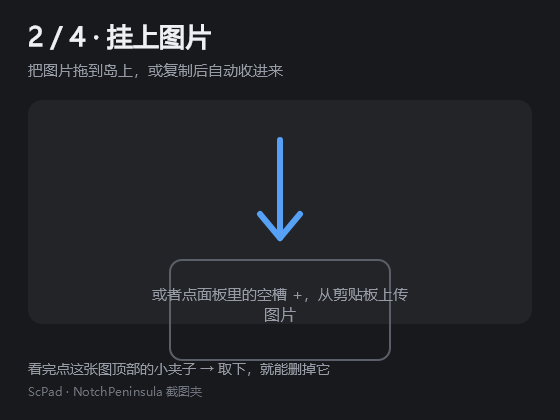 2 / 4 · 挂上图片
把图片拖到岛上，或复制后自动收进来
或者点面板里的空槽 +，从剪贴板上传
图片
看完点这张图顶部的小夹子 → 取下，就能删掉它
ScPad · NotchPeninsula 截图夹